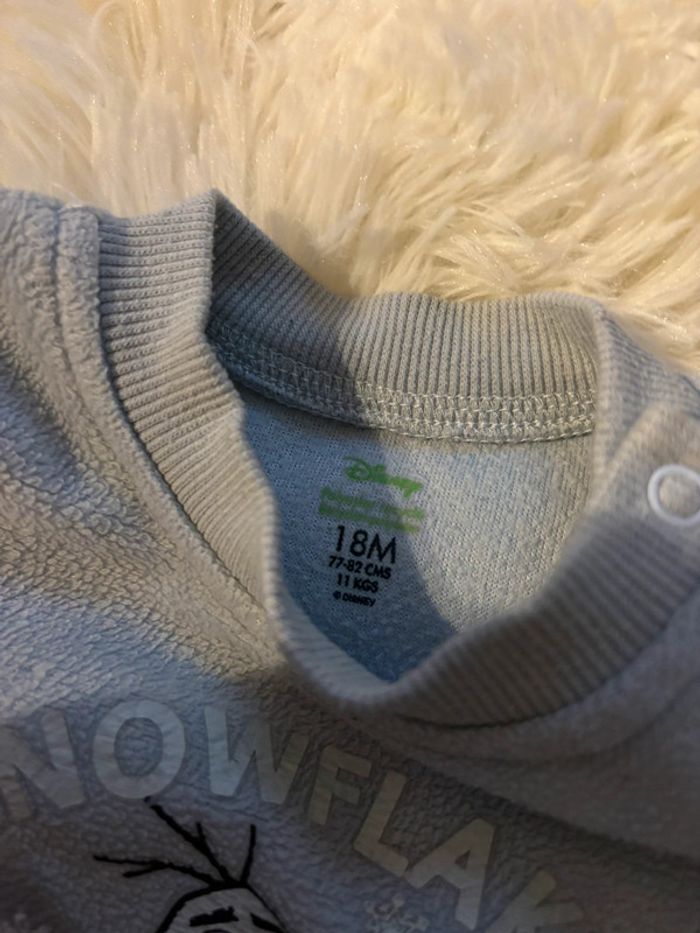 Disney
18M
77-82 CMS
11 KGS
© DISNEY
NOWFLAK